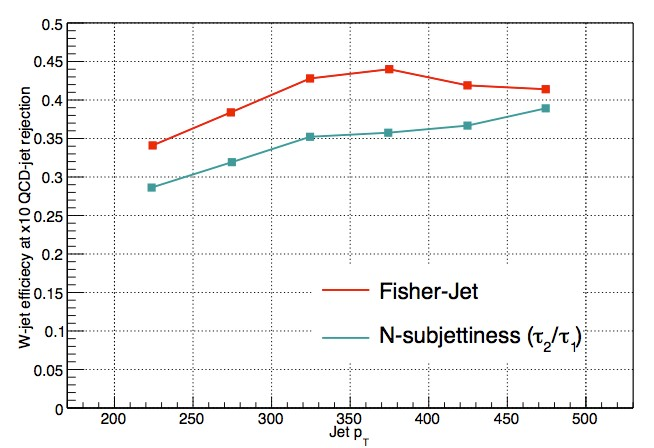 0.5
0.45
0.4
0.35
0.3
0.25
0.2
0.15
0.1
0.05
0
W-jet efficiecy at x10 QCD-jet rejection
Fisher-Jet
N-subjettiness (τ2/τ1)
200 250 300 350 400 450 500
Jet pT